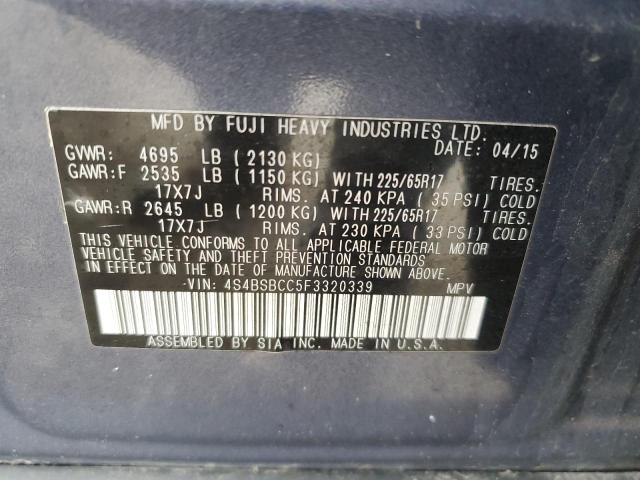 MFD BY FUJI HEAVY INDUSTRIES LTD.
DATE: 04/15
GVWR: 4695 LB (2130 KG)
GAWR:F 2535 LB (1150 KG) WITH 225/65R17 TIRES.
17X7J RIMS. AT 240 KPA (35 PSI) COLD
GAWR:R 2645 LB (1200 KG) WITH 225/65R17 TIRES.
17X7J RIMS. AT 230 KPA (33 PSI) COLD
THIS VEHICLE CONFORMS TO ALL APPLICABLE FEDERAL MOTOR
VEHICLE SAFETY AND THEFT PREVENTION STANDARDS
IN EFFECT ON THE DATE OF MANUFACTURE SHOWN ABOVE.
VIN: 4S4BSBCC5F3320339 MPV
ASSEMBLED BY SIA INC. MADE IN U.S.A.